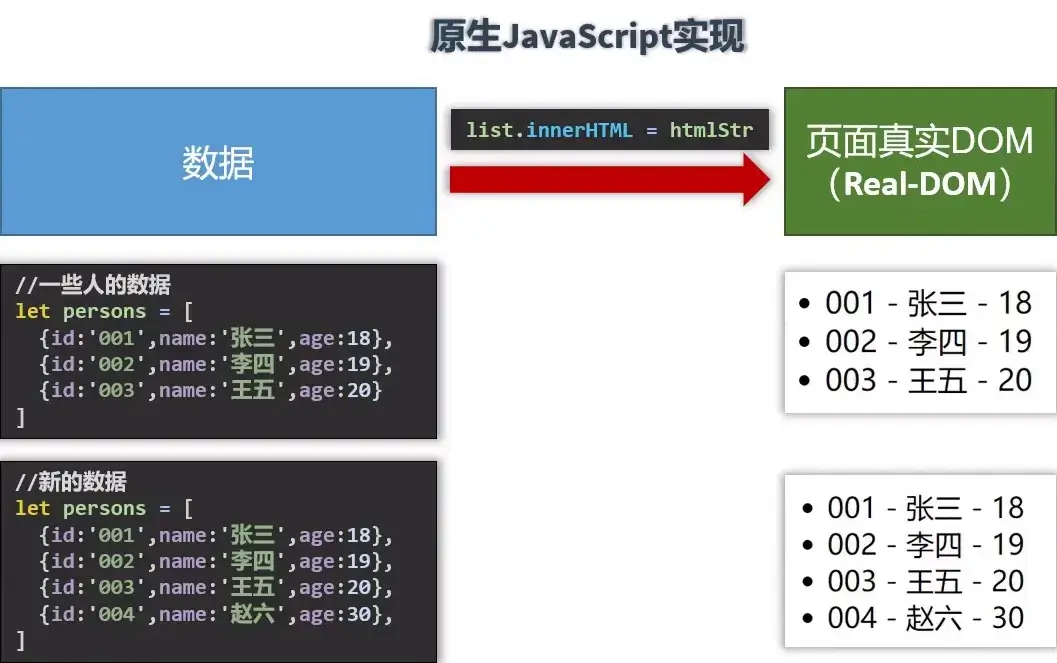 原生JavaScript实现
数据
list.innerHTML = htmlStr
页面真实DOM
（Real-DOM）
//一些人的数据
let persons = [
{id:'001',name:'张三',age:18},
{id:'002',name:'李四',age:19},
{id:'003',name:'王五',age:20}
]
• 001 - 张三 - 18
• 002 - 李四 - 19
• 003 - 王五 - 20
//新的数据
let persons = [
{id:'001',name:'张三',age:18},
{id:'002',name:'李四',age:19},
{id:'003',name:'王五',age:20},
{id:'004',name:'赵六',age:30},
]
• 001 - 张三 - 18
• 002 - 李四 - 19
• 003 - 王五 - 20
• 004 - 赵六 - 30